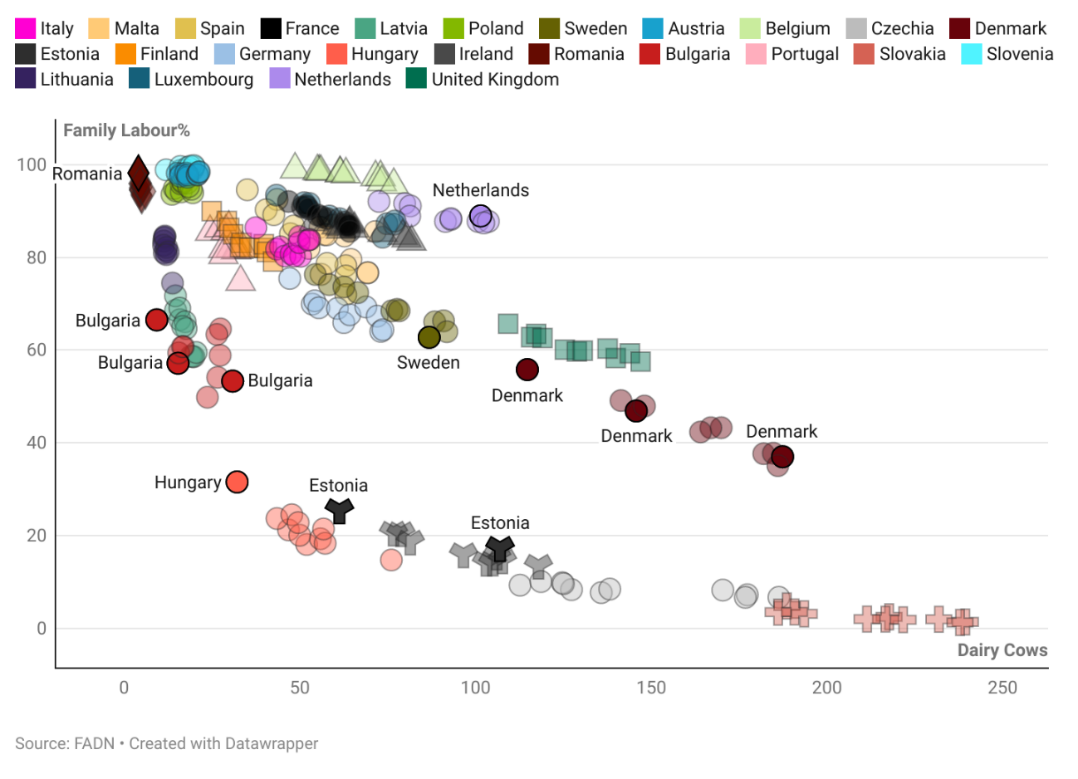 Italy Malta Spain France Latvia Poland Sweden Austria Belgium Czechia Denmark
Estonia Finland Germany Hungary Ireland Romania Bulgaria Portugal Slovakia Slovenia
Lithuania Luxembourg Netherlands United Kingdom
Family Labour%
100
Romania
Netherlands
80
Bulgaria
60
Bulgaria
Sweden
Bulgaria
Denmark
40
Denmark
Denmark
Hungary
Estonia
20
Estonia
0
Dairy Cows
0 50 100 150 200 250
Source: FADN • Created with Datawrapper